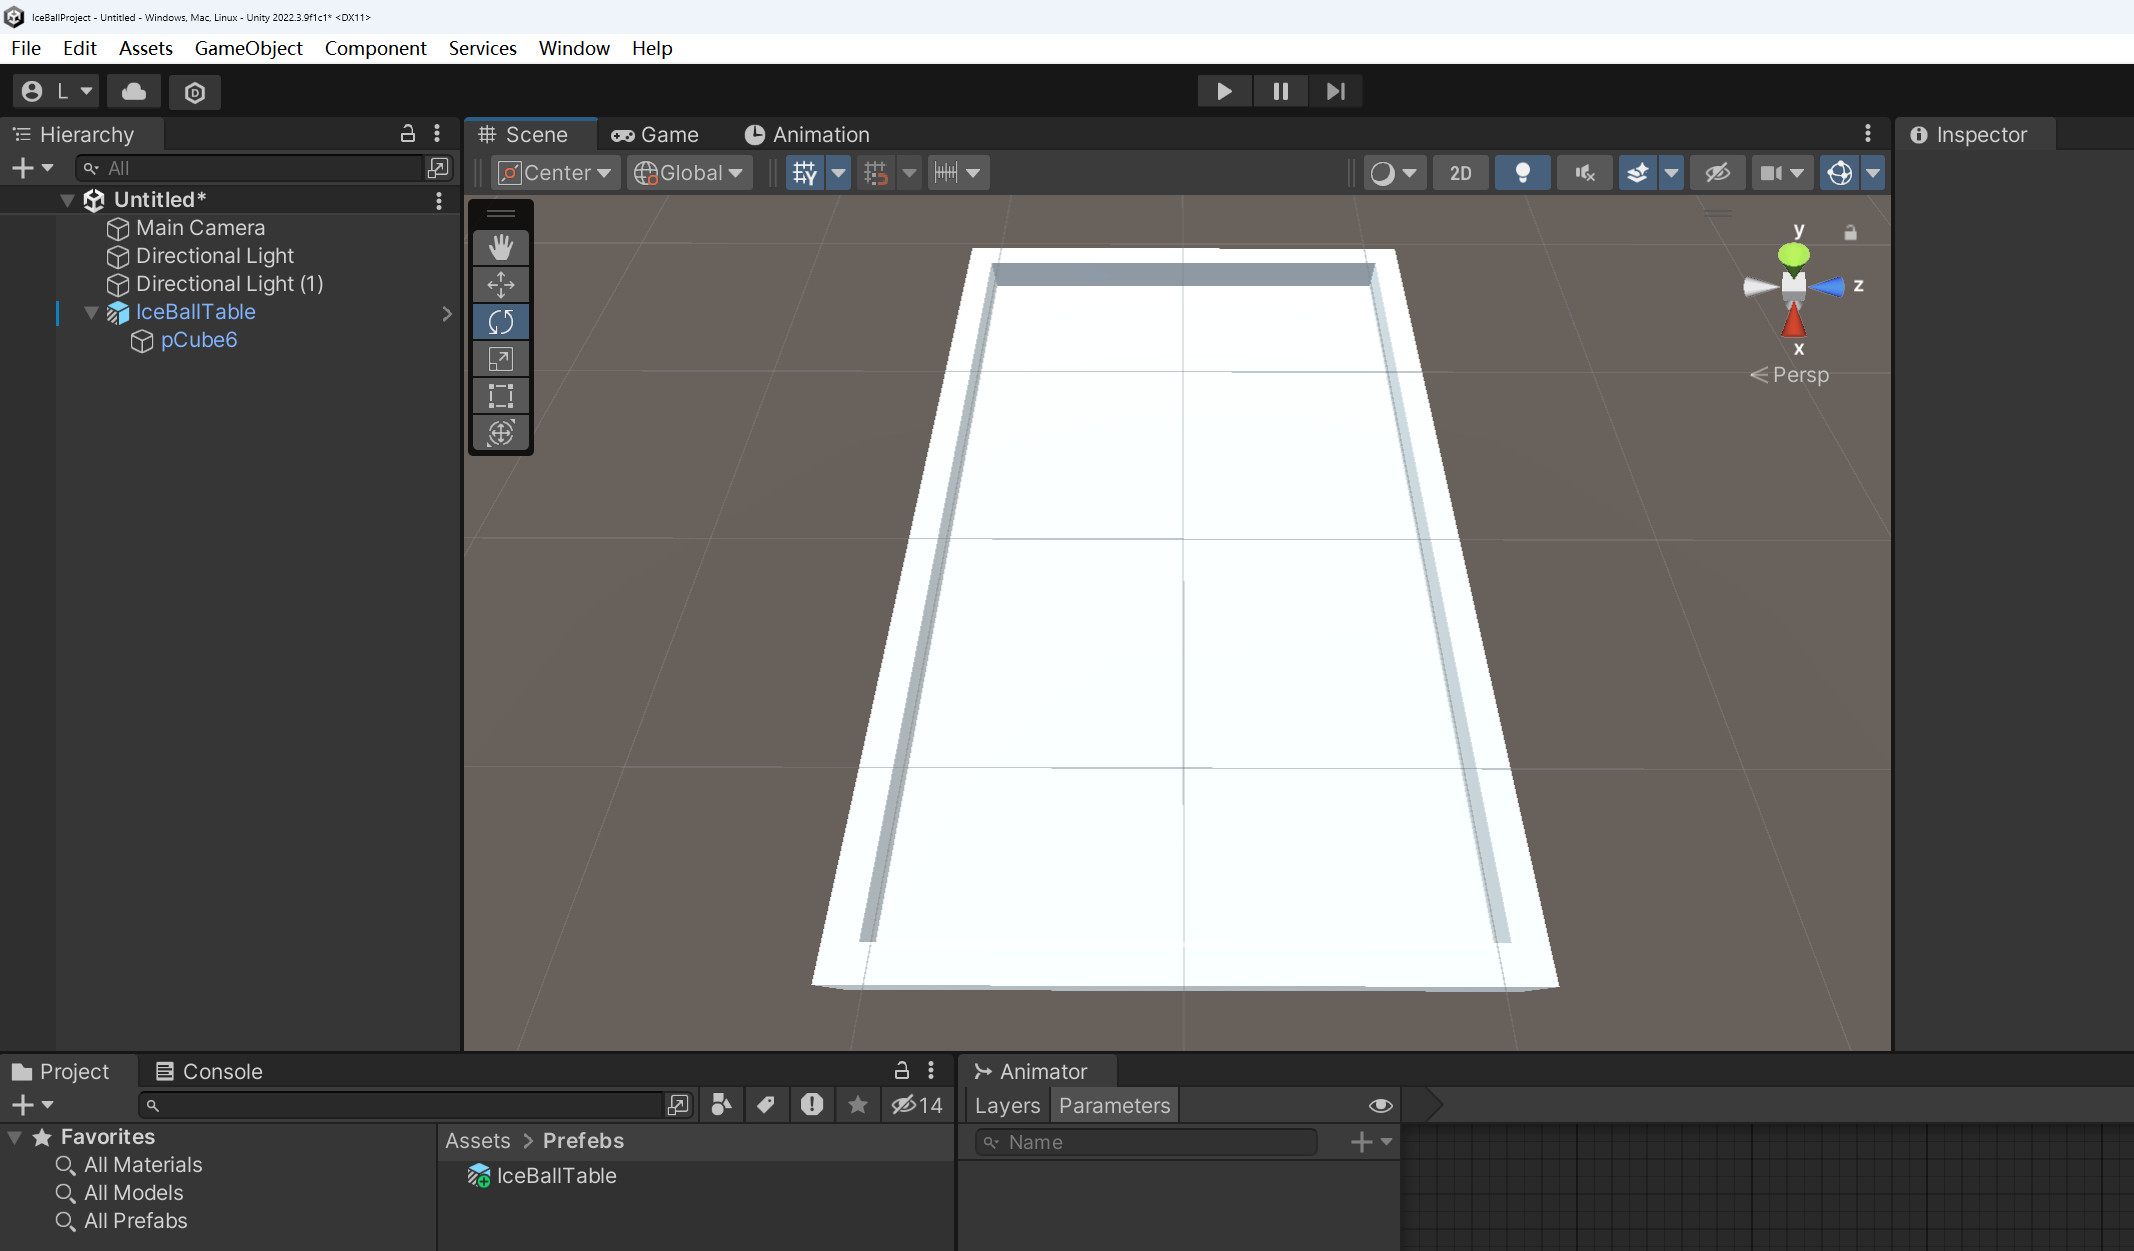 IceBallProject - Untitled - Windows, Mac, Linux - Unity 2022.3.9f1c1* <DX11>
File Edit Assets GameObject Component Services Window Help
L
Hierarchy
All
Untitled*
Main Camera
Directional Light
Directional Light (1)
IceBallTable
pCube6
Scene Game Animation
Center Global 2D
y
z
x
Persp
Inspector
Project Console
14
Favorites
All Materials
All Models
All Prefabs
Assets > Prefebs
IceBallTable
Animator
Layers Parameters
Name